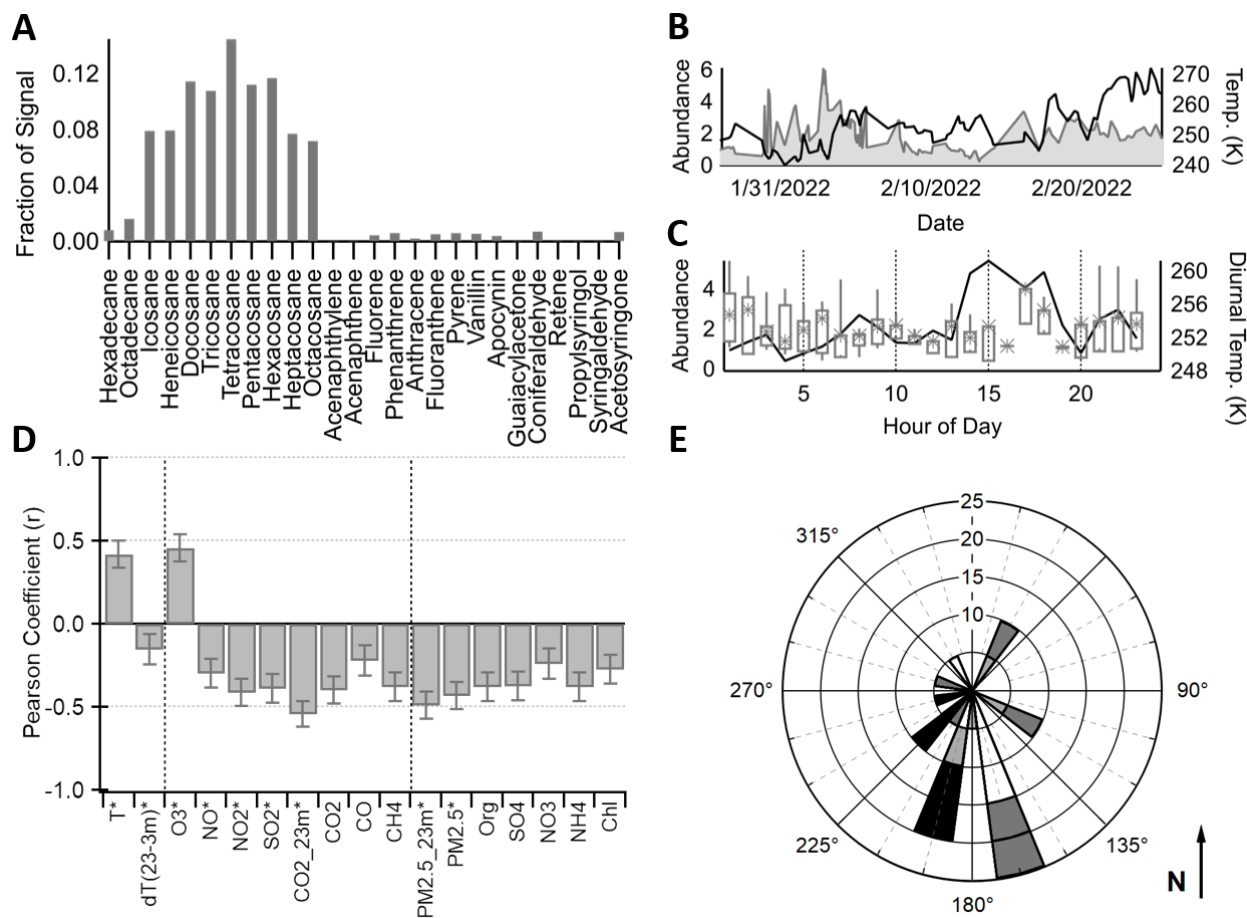 A
Fraction of Signal
0.12
0.08
0.04
0.00
Hexadecane
Octadecane
Icosane
Heneicosane
Docosane
Tricosane
Tetracosane
Pentacosane
Hexacosane
Heptacosane
Octacosane
Acenaphthylene
Acenaphthene
Fluorene
Phenanthrene
Anthracene
Fluoranthene
Pyrene
Vanillin
Apocynin
Guaiacylacetone
Coniferaldehyde
Retene
Propylsyringol
Syringaldehyde
Acetosyringone
B
Abundance
6
4
2
0
270
260
250
240
Temp. (K)
1/31/2022 2/10/2022 2/20/2022
Date
C
Abundance
4
2
0
260
256
252
248
Diurnal Temp. (K)
5 10 15 20
Hour of Day
D
Pearson Coefficient (r)
1.0
0.5
0.0
-0.5
-1.0
T*
dT(23-3m)*
O3*
NO*
NO2*
SO2*
CO2_23m*
CO2
CO
CH4
PM2.5_23m*
PM2.5*
Org
SO4
NO3
NH4
Chl
E
25
20
15
10
315°
270°
90°
225°
135°
180°
N